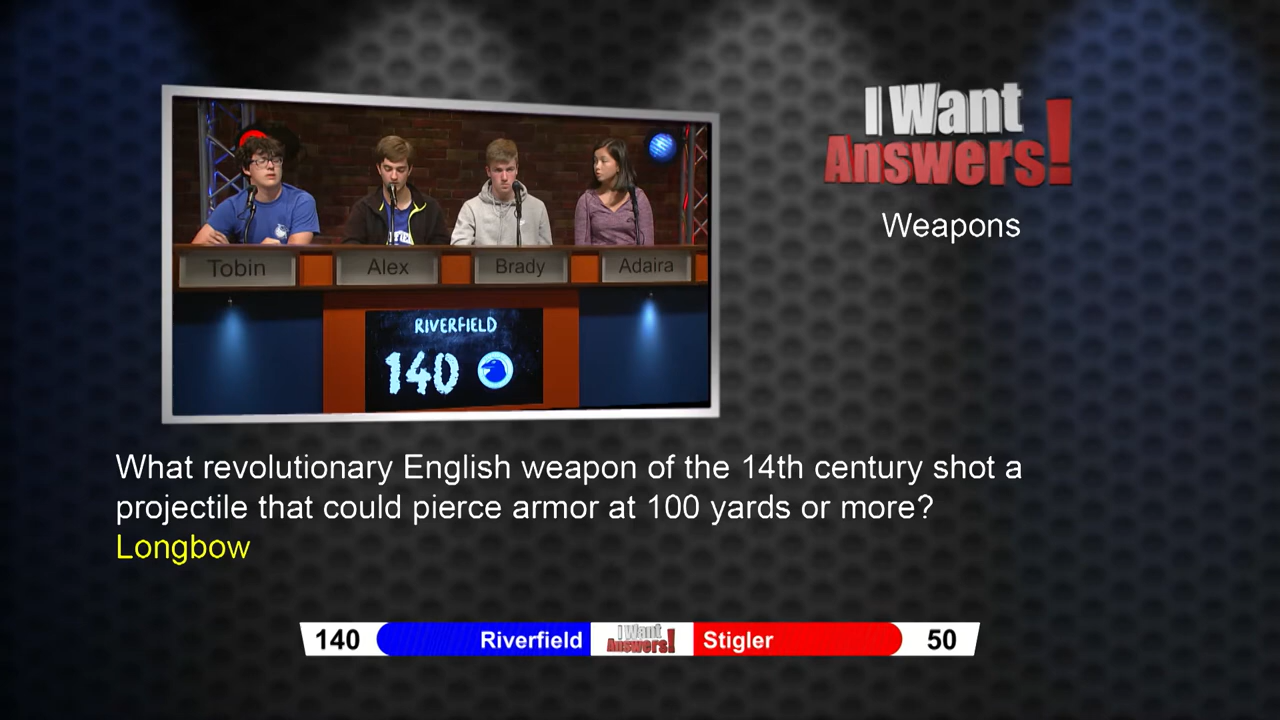 I Want
Answers!
Weapons
Tobin
Alex
Brady
Adaira
RIVERFIELD
140
What revolutionary English weapon of the 14th century shot a
projectile that could pierce armor at 100 yards or more?
Longbow
140 Riverfield I Want Answers! Stigler 50